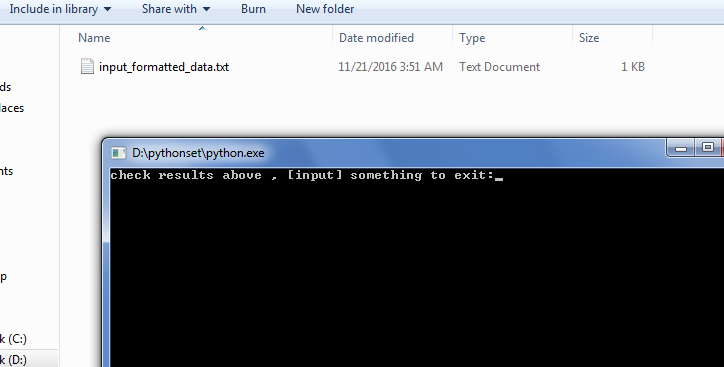 Include in library Share with Burn New folder
Name Date modified Type Size
input_formatted_data.txt 11/21/2016 3:51 AM Text Document 1 KB
ds
laces
nts
D:\pythonset\python.exe
check results above , [input] something to exit:_
p
k (C:)
k (D:)